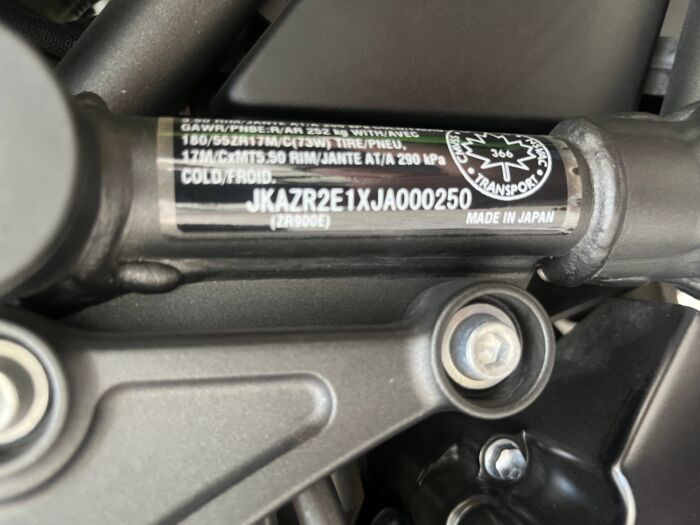 GAWR/PNBE:R/AR 252 kg WITH/AVEC
180/55ZR17M/C(73W) TIRE/PNEU,
17M/CxMT5.50 RIM/JANTE AT/A 290 kPa
COLD/FROID.
JKAZR2E1XJA000250
(ZR900E)
MADE IN JAPAN
366
TRANSPORT